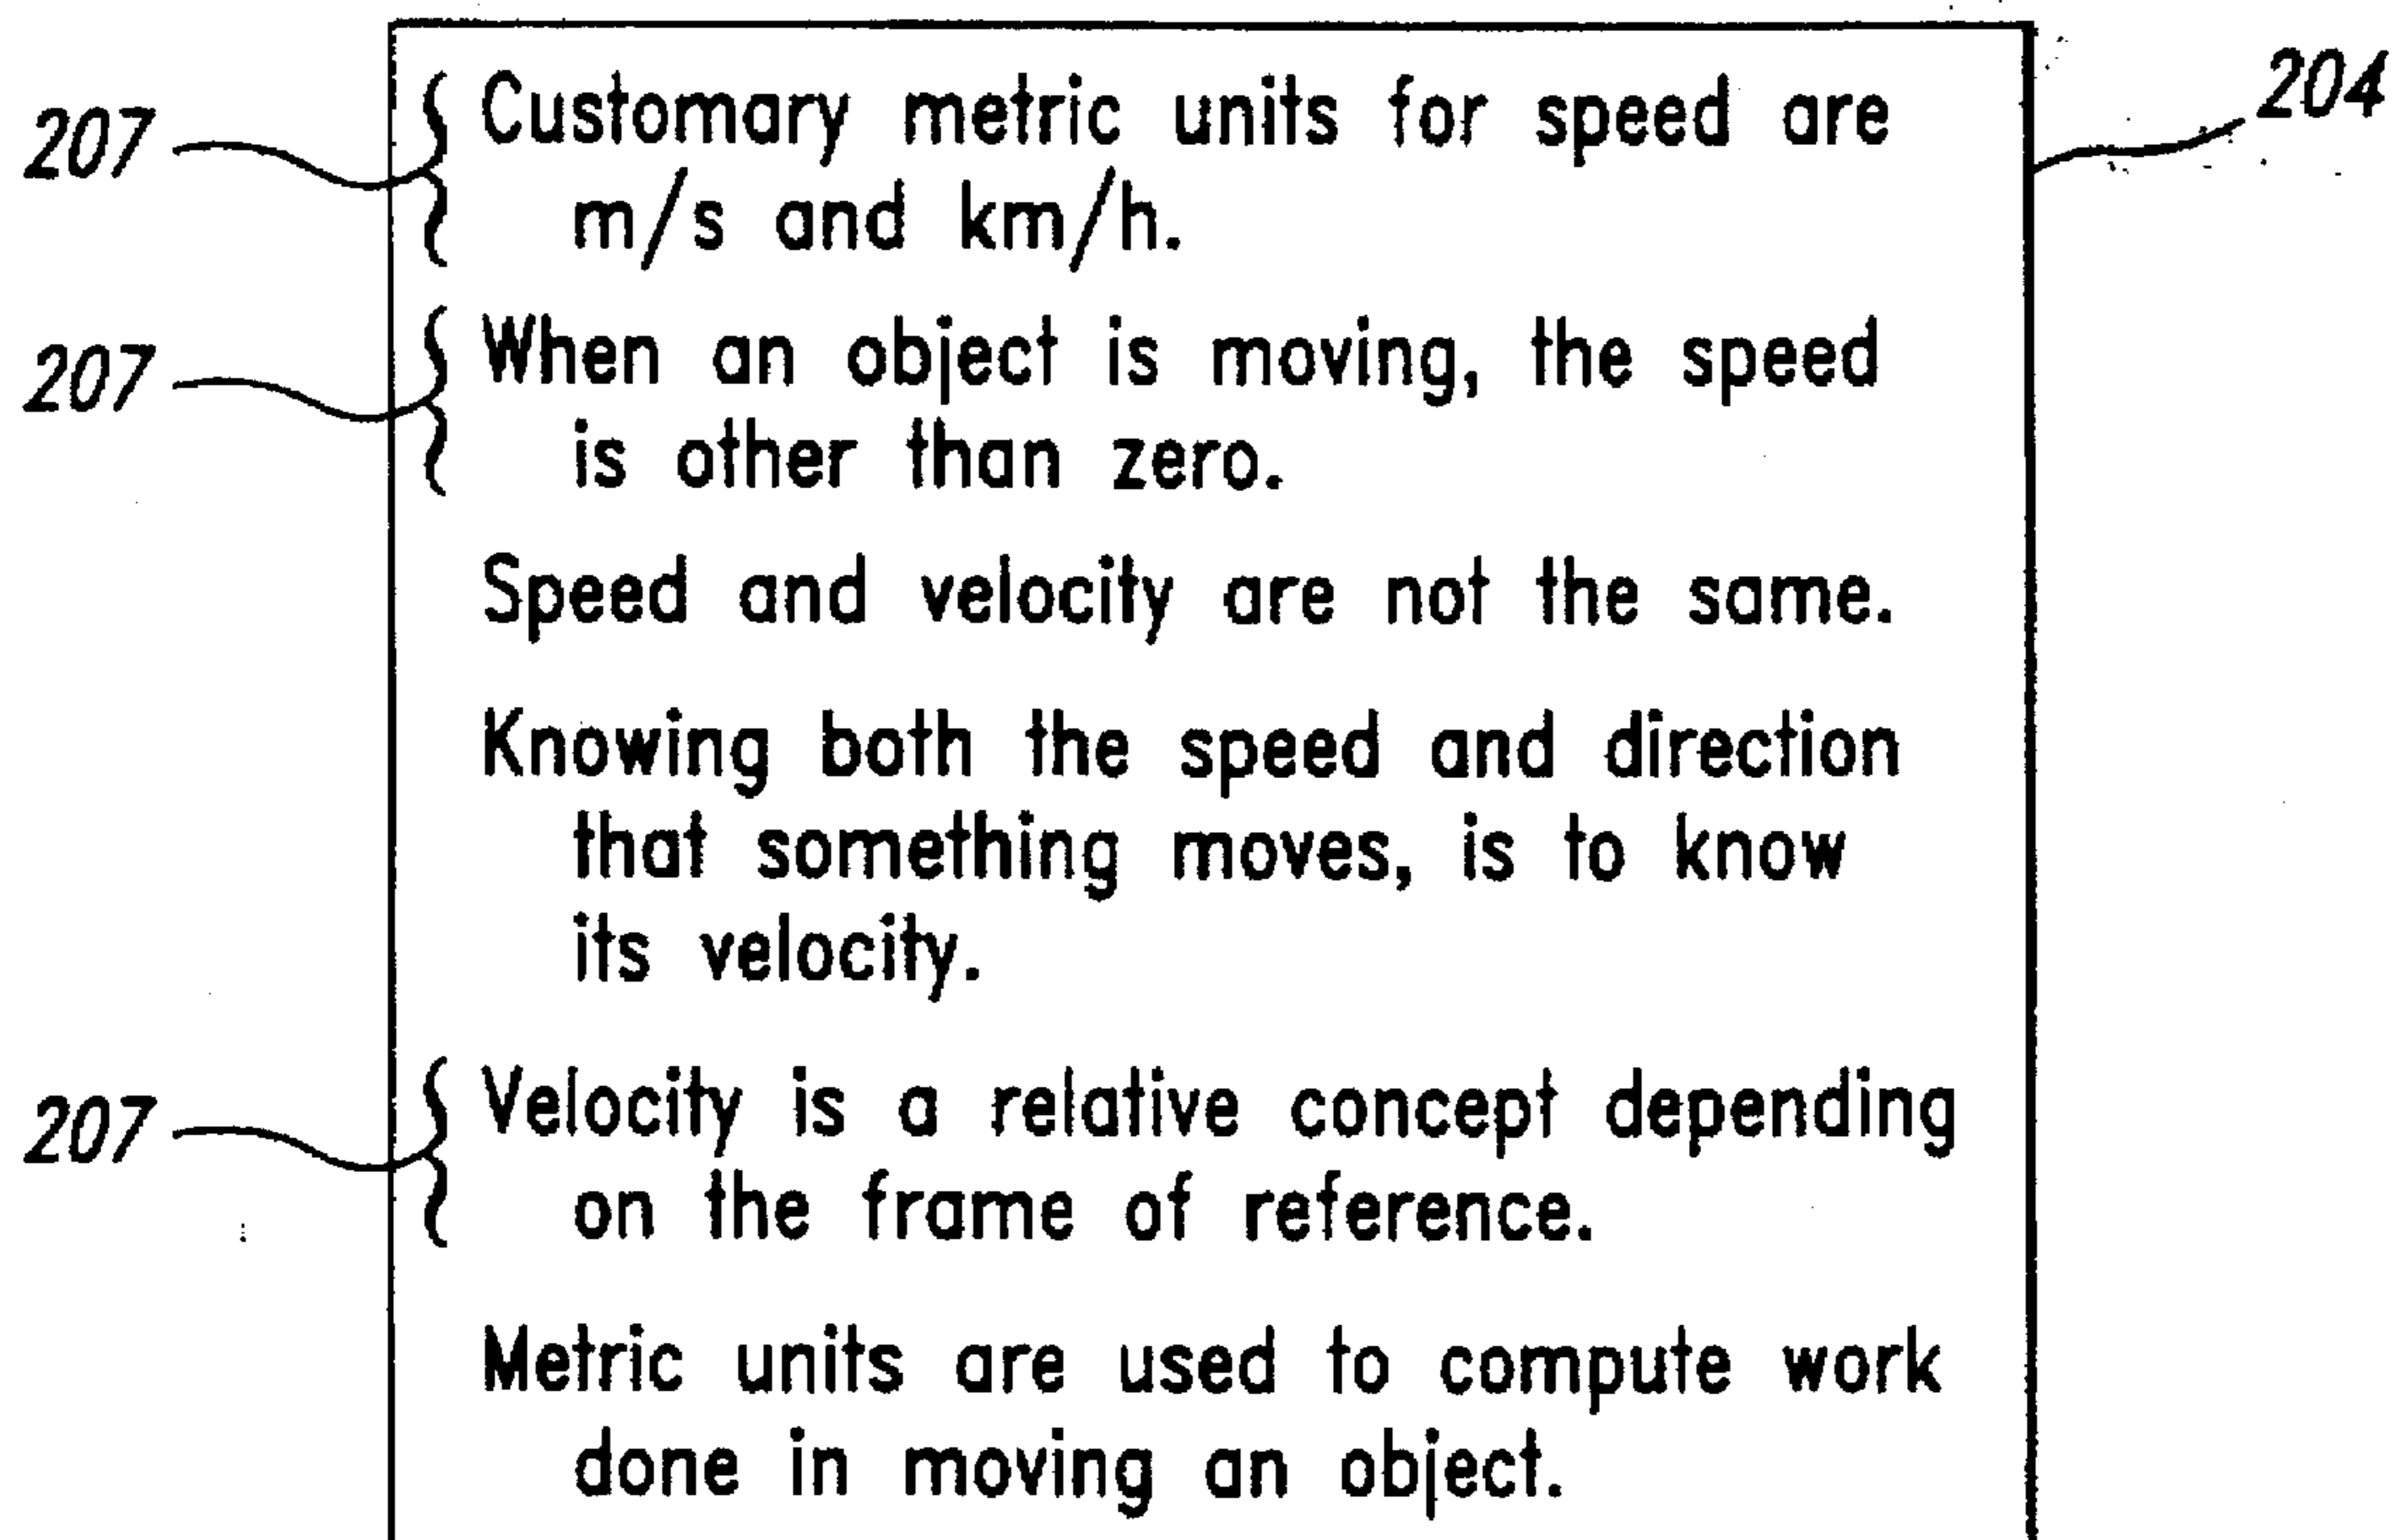 204
207
Customary metric units for speed are
m/s and km/h.
207
When an object is moving, the speed
is other than zero.
Speed and velocity are not the same.
Knowing both the speed and direction
that something moves, is to know
its velocity.
207
Velocity is a relative concept depending
on the frame of reference.
Metric units are used to compute work
done in moving an object.